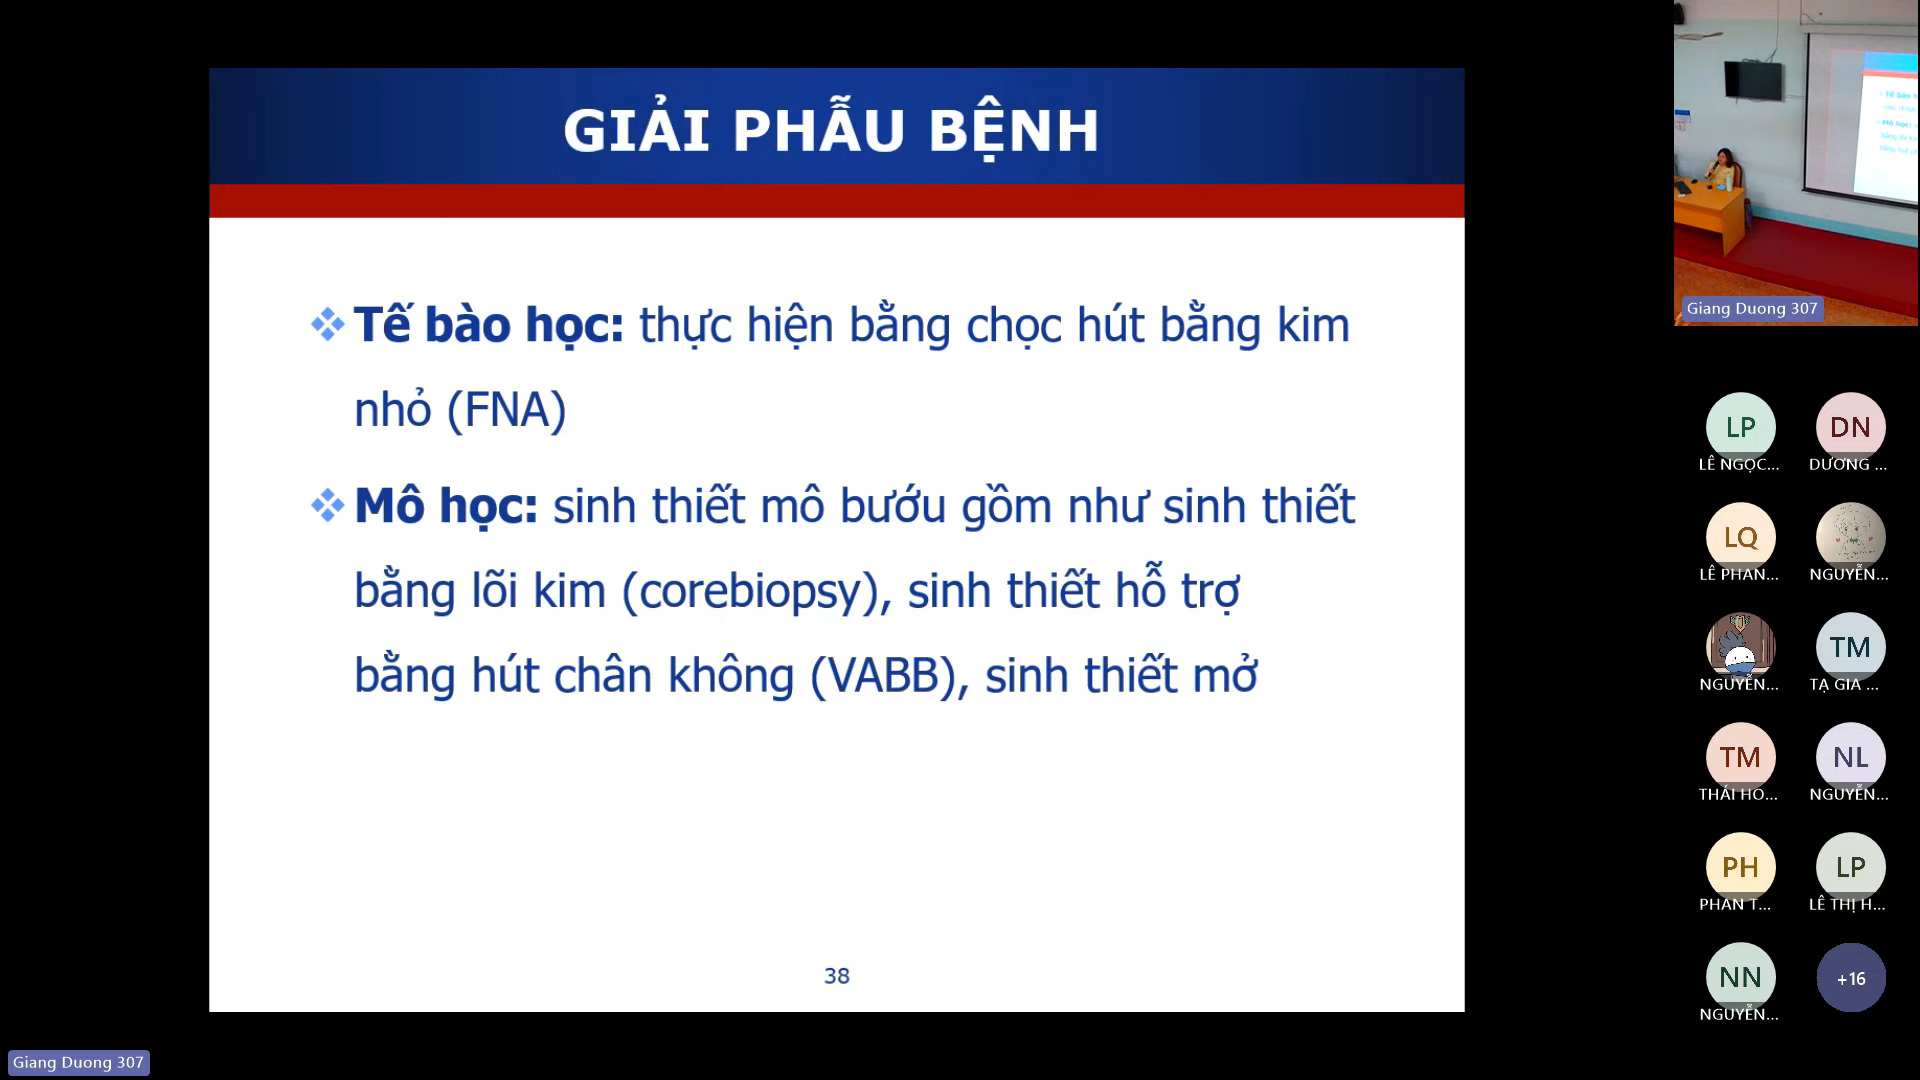 GIẢI PHẪU BỆNH
Tế bào học: thực hiện bằng chọc hút bằng kim
nhỏ (FNA)
Mô học: sinh thiết mô bướu gồm như sinh thiết
bằng lõi kim (corebiopsy), sinh thiết hỗ trợ
bằng hút chân không (VABB), sinh thiết mở
38
Giang Duong 307
Giang Duong 307
LP DN
LÊ NGỌC... DƯƠNG ...
LQ
LÊ PHAN... NGUYỄN...
TM
NGUYỄN... TẠ GIA ...
TM NL
THÁI HO... NGUYỄN...
PH LP
PHAN T... LÊ THỊ H...
NN +16
NGUYỄN...